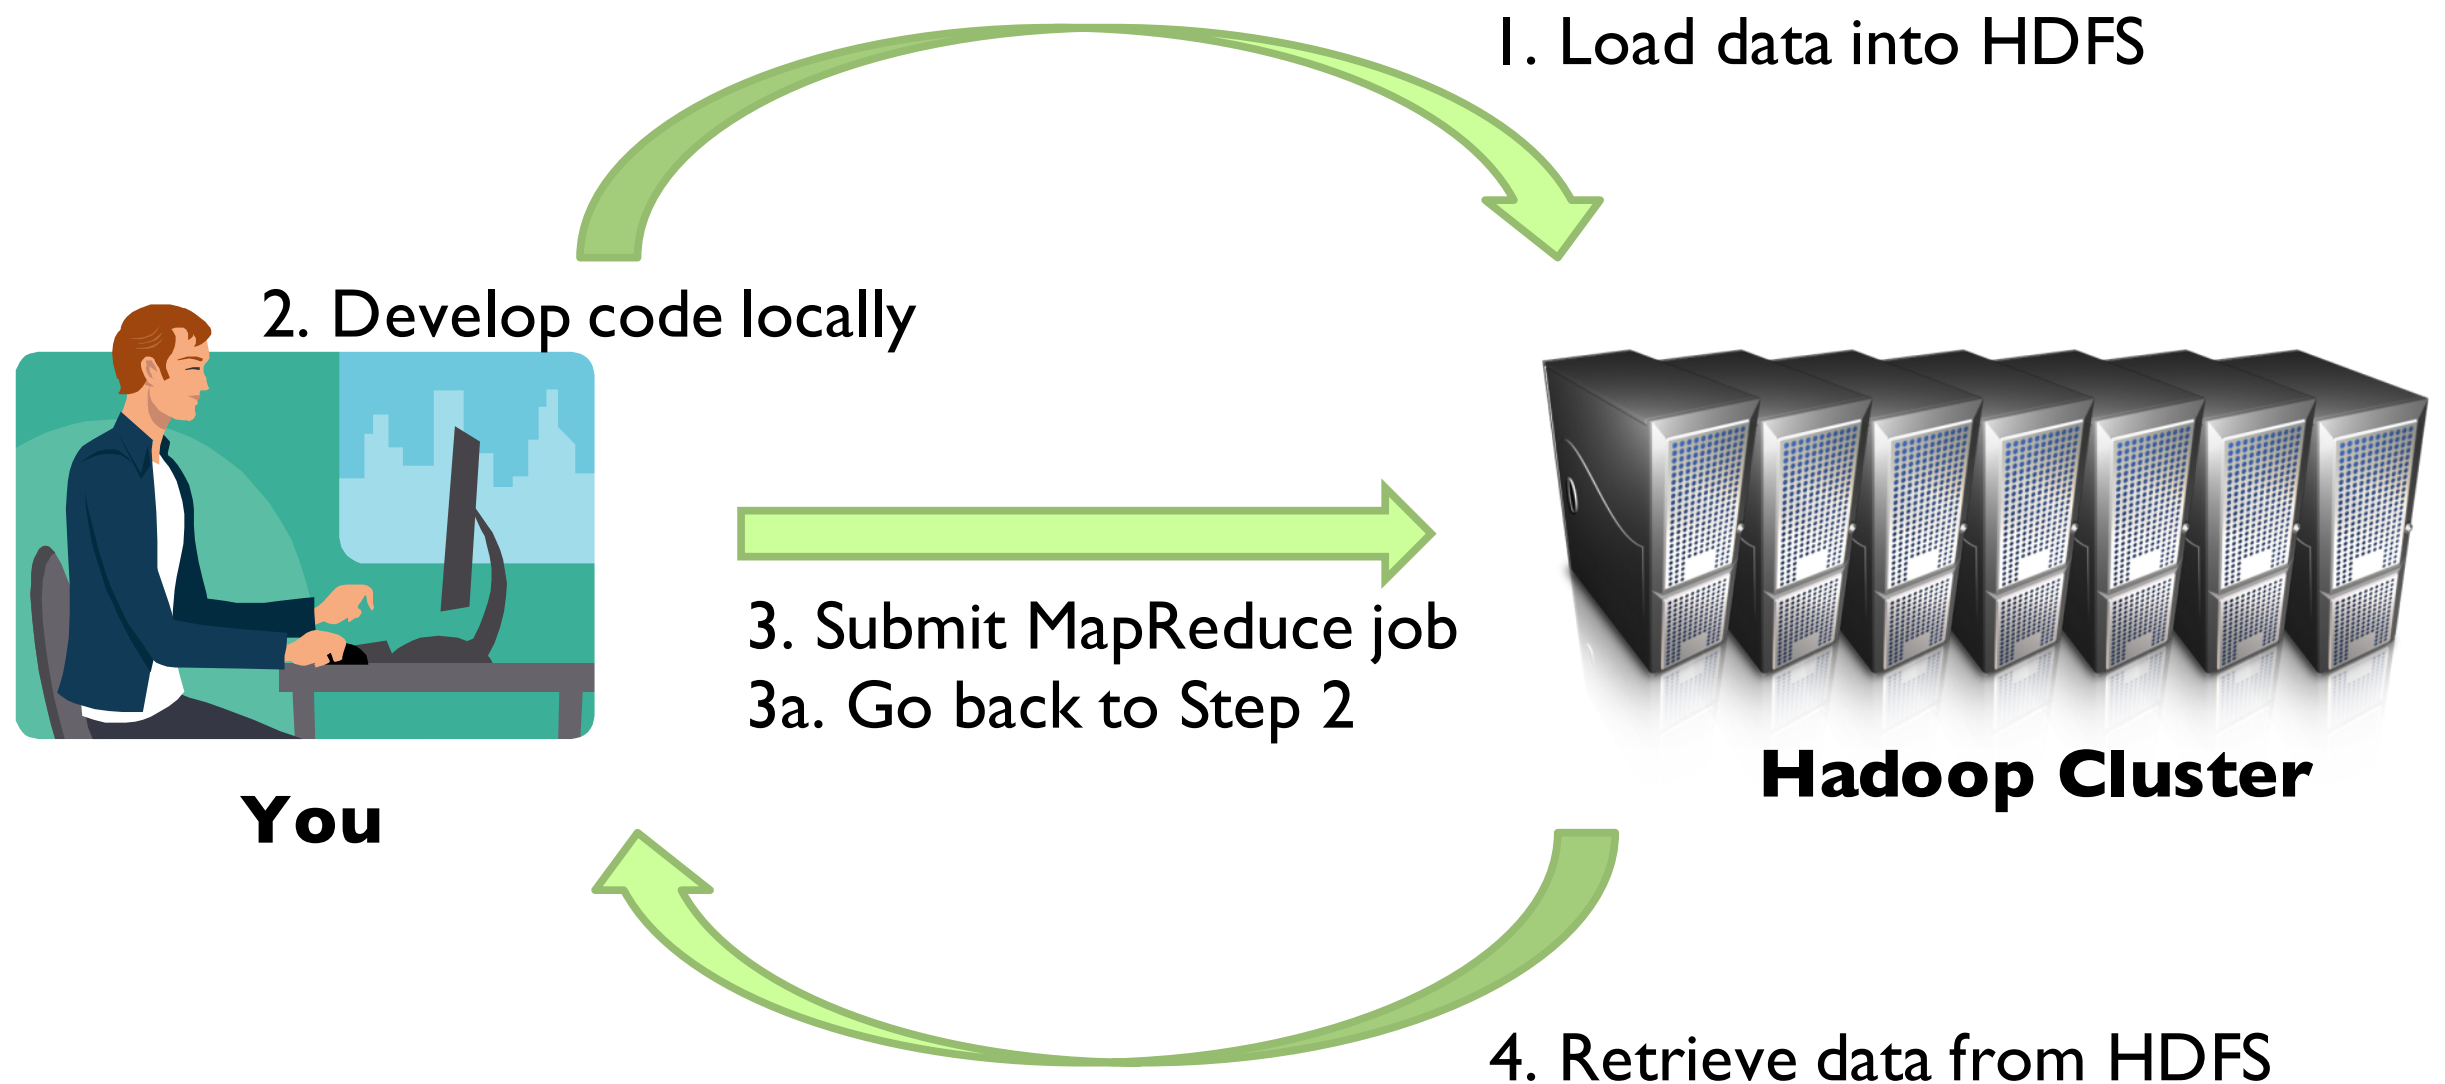 1. Load data into HDFS
2. Develop code locally
3. Submit MapReduce job
3a. Go back to Step 2
Hadoop Cluster
You
4. Retrieve data from HDFS